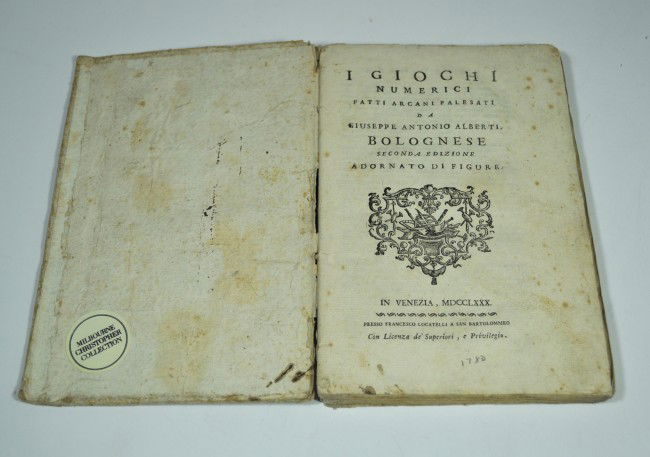 MILBOURNE
CHRISTOPHER
COLLECTION
I GIOCHI
NUMERICI
FATTI ARCANI PALESATI
DA
GIUSEPPE ANTONIO ALBERTI,
BOLOGNESE
SECONDA EDIZIONE
ADORNATO DI FIGURE.
IN VENEZIA, MDCCLXXX.
PRESSO FRANCESCO LOCATELLI A SAN BARTOLOMMEO
Con Licenza de' Superiori, e Privilegio.
1780